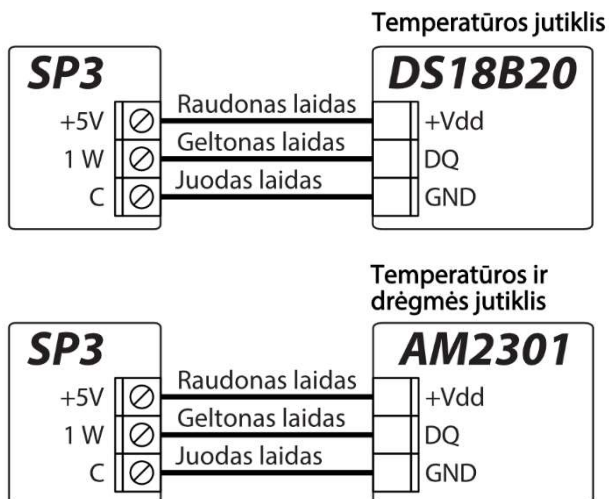 Temperatūros jutiklis
SP3
DS18B20
+5V
Raudonas laidas
+Vdd
1 W
Geltonas laidas
DQ
C
Juodas laidas
GND
Temperatūros ir
drėgmės jutiklis
SP3
AM2301
+5V
Raudonas laidas
+Vdd
1 W
Geltonas laidas
DQ
C
Juodas laidas
GND